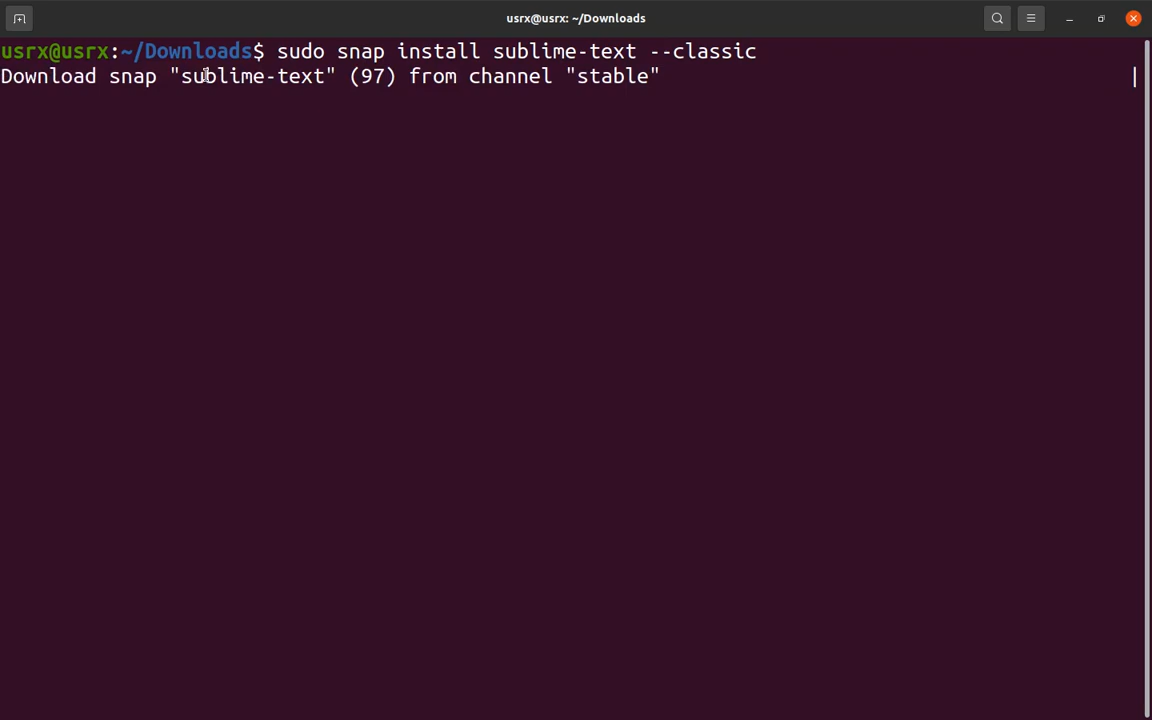 usrx@usrx: ~/Downloads
usrx@usrx:~/Downloads$ sudo snap install sublime-text --classic
Download snap "sublime-text" (97) from channel "stable"